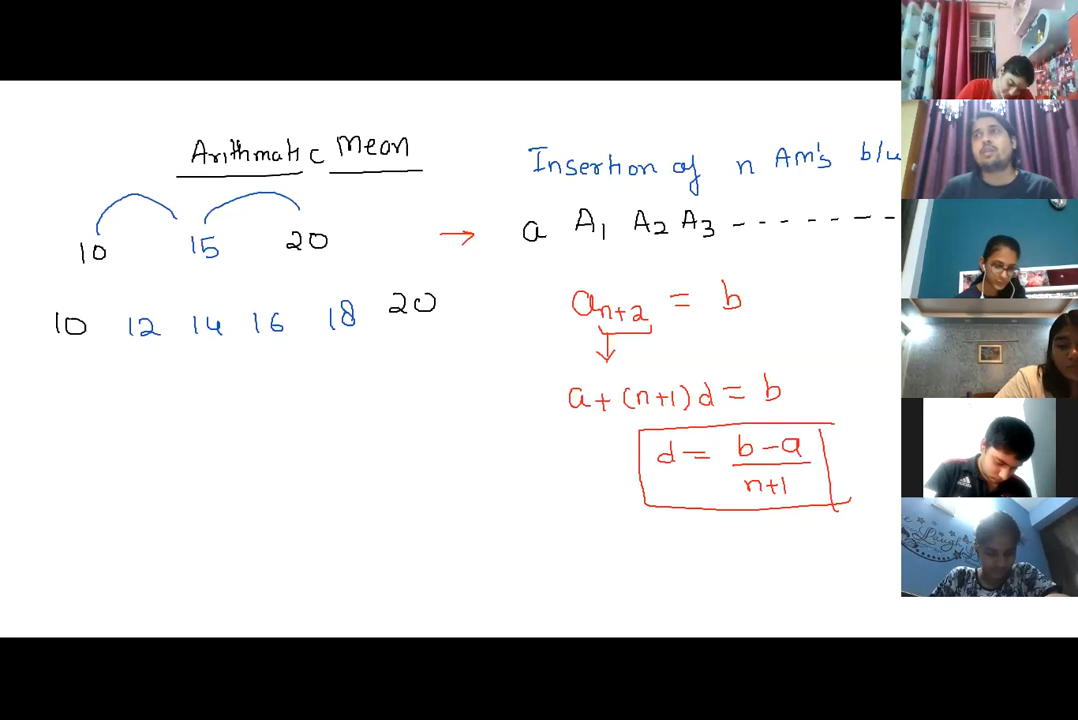 Arithmatic Mean
10 15 20
10 12 14 16 18 20
Insertion of n Am's b/w
→ a A1 A2 A3 -------
an+2 = b
a+(n+1)d = b
d = b-a
n+1
Laugh